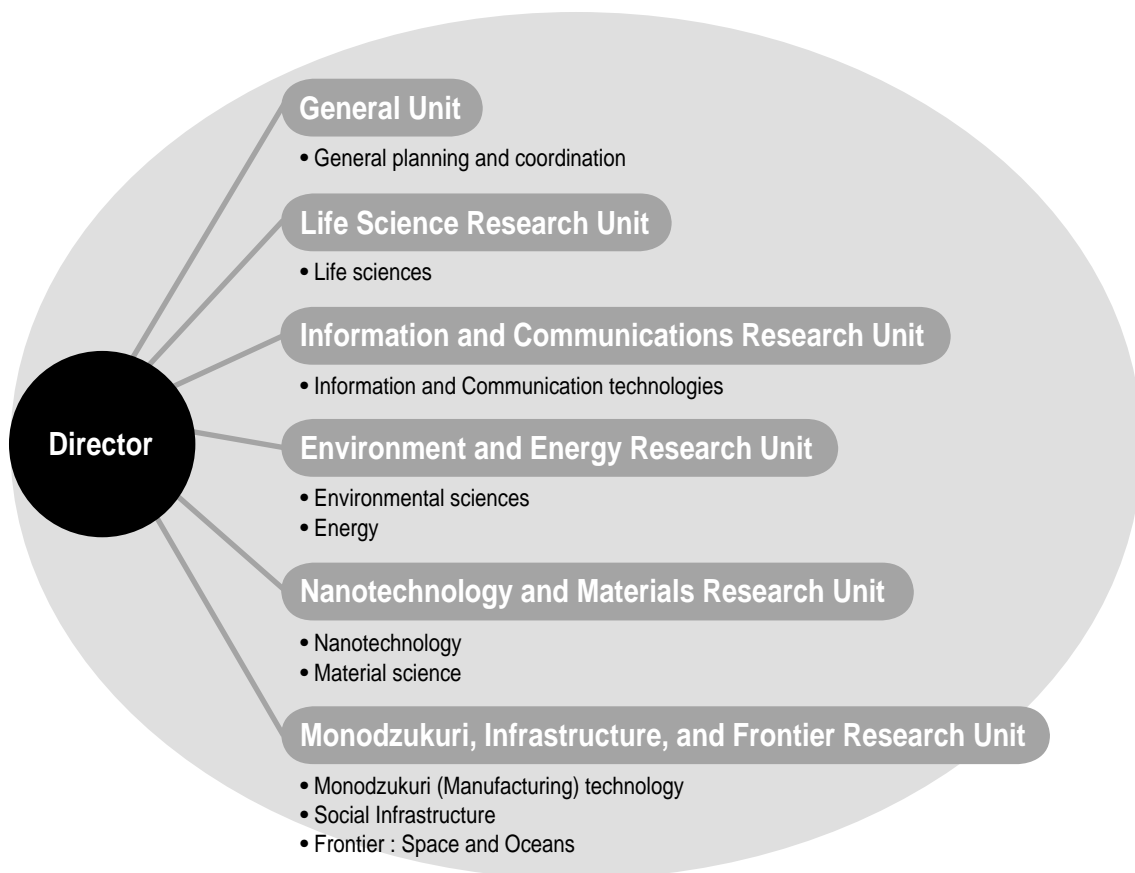 General Unit
• General planning and coordination
Life Science Research Unit
• Life sciences
Information and Communications Research Unit
• Information and Communication technologies
Director
Environment and Energy Research Unit
• Environmental sciences
• Energy
Nanotechnology and Materials Research Unit
• Nanotechnology
• Material science
Monodzukuri, Infrastructure, and Frontier Research Unit
• Monodzukuri (Manufacturing) technology
• Social Infrastructure
• Frontier : Space and Oceans